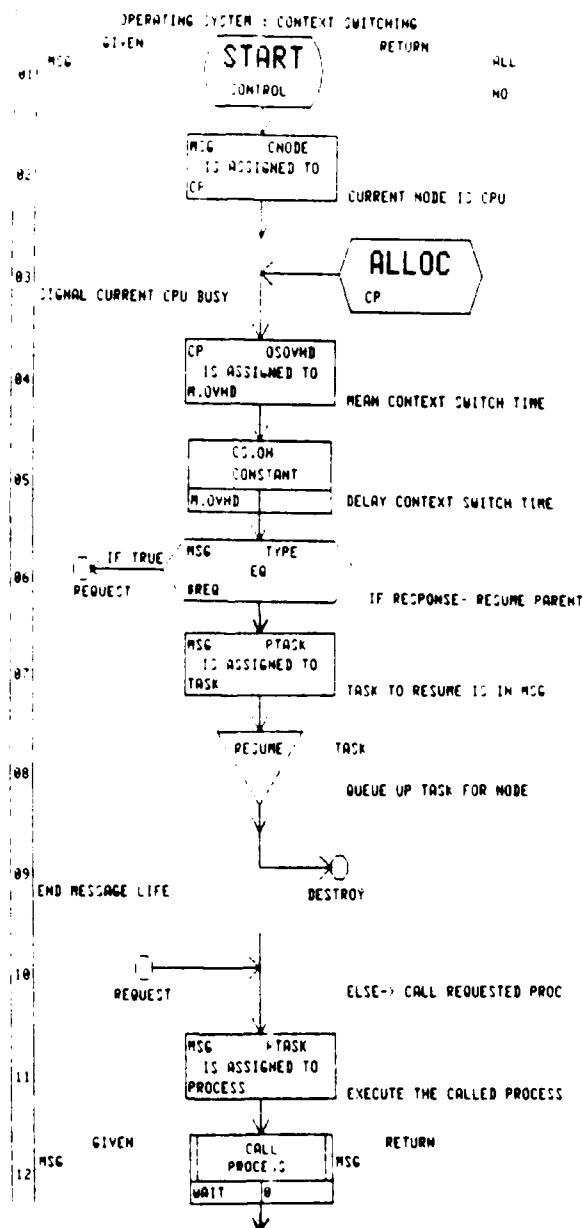 OPERATING SYSTEM : CONTEXT SWITCHING
GIVEN RETURN
01 MSG START ALL
CONTROL NO
MSG CNODE
02 IS ASSIGNED TO
CP
CURRENT NODE IS CPU
ALLOC
03
SIGNAL CURRENT CPU BUSY CP
CP OSOVHD
04 IS ASSIGNED TO
M.OVHD MEAN CONTEXT SWITCH TIME
CS.OH
05 CONSTANT
M.OVHD DELAY CONTEXT SWITCH TIME
IF TRUE MSG TYPE
06 EQ
REQUEST #REQ IF RESPONSE- RESUME PARENT
MSG PTASK
07 IS ASSIGNED TO
TASK TASK TO RESUME IS IN MSG
RESUME TASK
08 QUEUE UP TASK FOR NODE
09
END MESSAGE LIFE DESTROY
10
REQUEST ELSE-> CALL REQUESTED PROC
MSG RTASK
11 IS ASSIGNED TO
PROCESS EXECUTE THE CALLED PROCESS
GIVEN RETURN
12 MSG CALL PROCESS MSG
WAIT 0